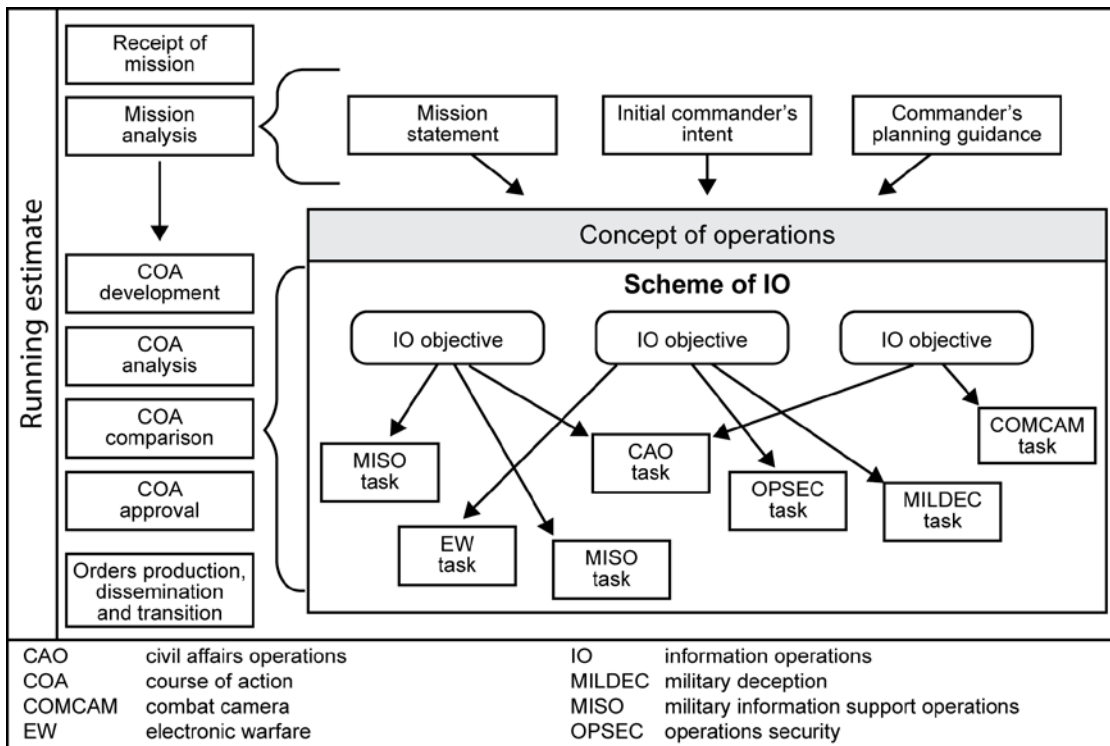 Running estimate
Receipt of
mission
Mission
analysis
COA
development
COA
analysis
COA
comparison
COA
approval
Orders production,
dissemination
and transition
Mission
statement
Initial commander's
intent
Commander's
planning guidance
Concept of operations
Scheme of IO
IO objective
IO objective
IO objective
MISO
task
EW
task
MISO
task
CAO
task
OPSEC
task
MILDEC
task
COMCAM
task
CAO civil affairs operations
COA course of action
COMCAM combat camera
EW electronic warfare
IO information operations
MILDEC military deception
MISO military information support operations
OPSEC operations security